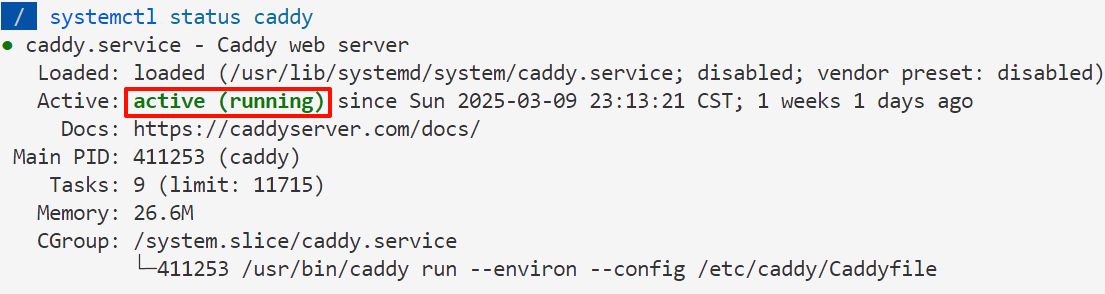 / systemctl status caddy
● caddy.service - Caddy web server
Loaded: loaded (/usr/lib/systemd/system/caddy.service; disabled; vendor preset: disabled)
Active: active (running) since Sun 2025-03-09 23:13:21 CST; 1 weeks 1 days ago
Docs: https://caddyserver.com/docs/
Main PID: 411253 (caddy)
Tasks: 9 (limit: 11715)
Memory: 26.6M
CGroup: /system.slice/caddy.service
└─411253 /usr/bin/caddy run --environ --config /etc/caddy/Caddyfile